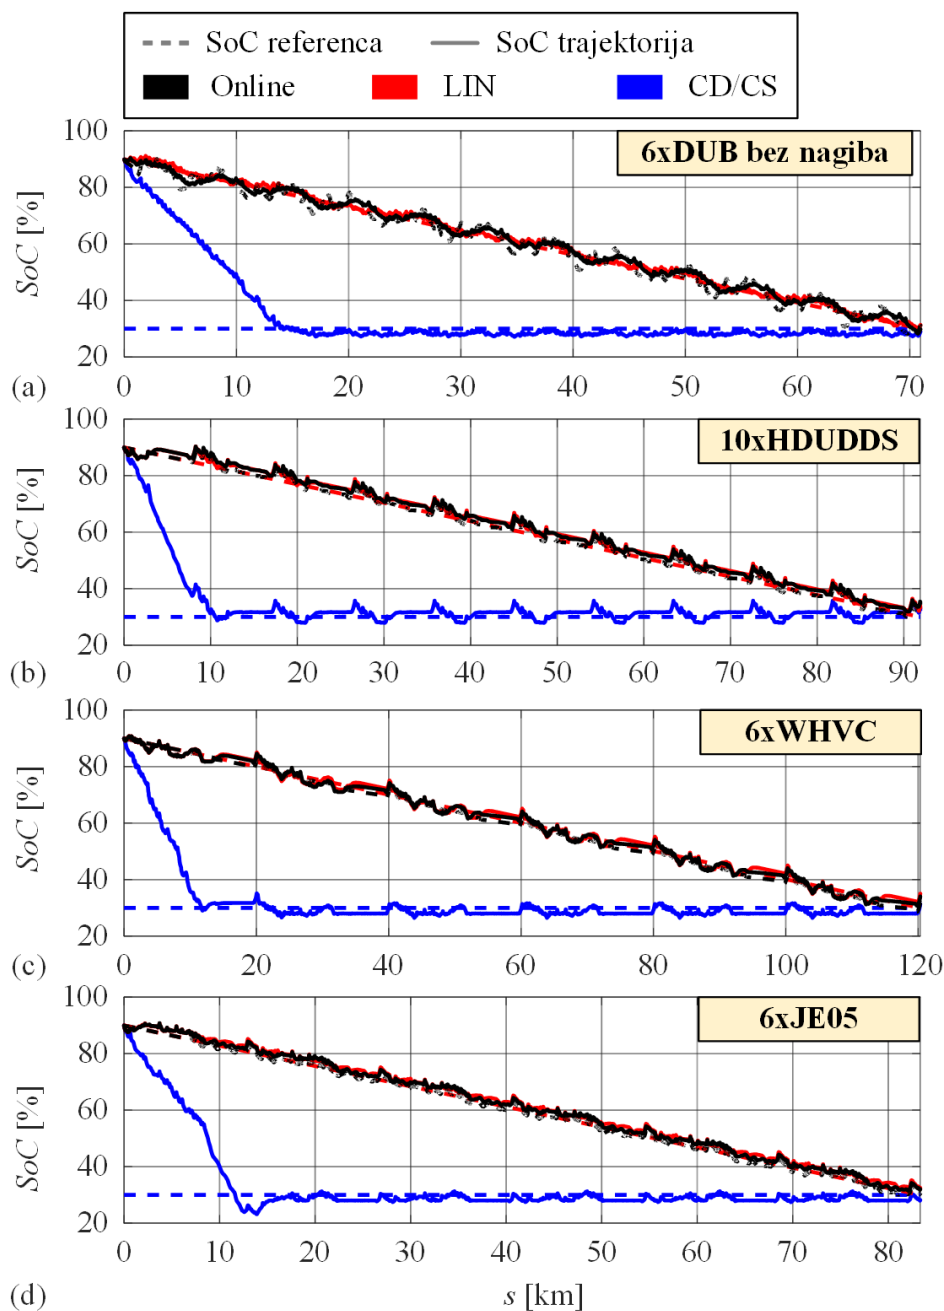 SoC referenca SoC trajektorija
Online LIN CD/CS
6xDUB bez nagiba
SoC [%]
100
80
60
40
20
0 10 20 30 40 50 60 70
(a)
10xHDUDDS
SoC [%]
100
80
60
40
20
0 10 20 30 40 50 60 70 80 90
(b)
6xWHVC
SoC [%]
100
80
60
40
20
0 20 40 60 80 100 120
(c)
6xJE05
SoC [%]
100
80
60
40
20
0 10 20 30 40 50 60 70 80
(d) s [km]